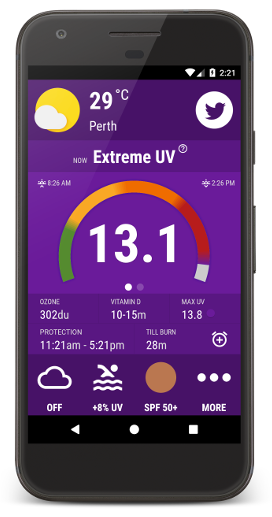 2:21
29 °C
Perth
NOW Extreme UV ?
8:26 AM
2:26 PM
13.1
OZONE VITAMIN D MAX UV
302du 10-15m 13.8
PROTECTION TILL BURN
11:21am - 5:21pm 28m
OFF +8% UV SPF 50+ MORE